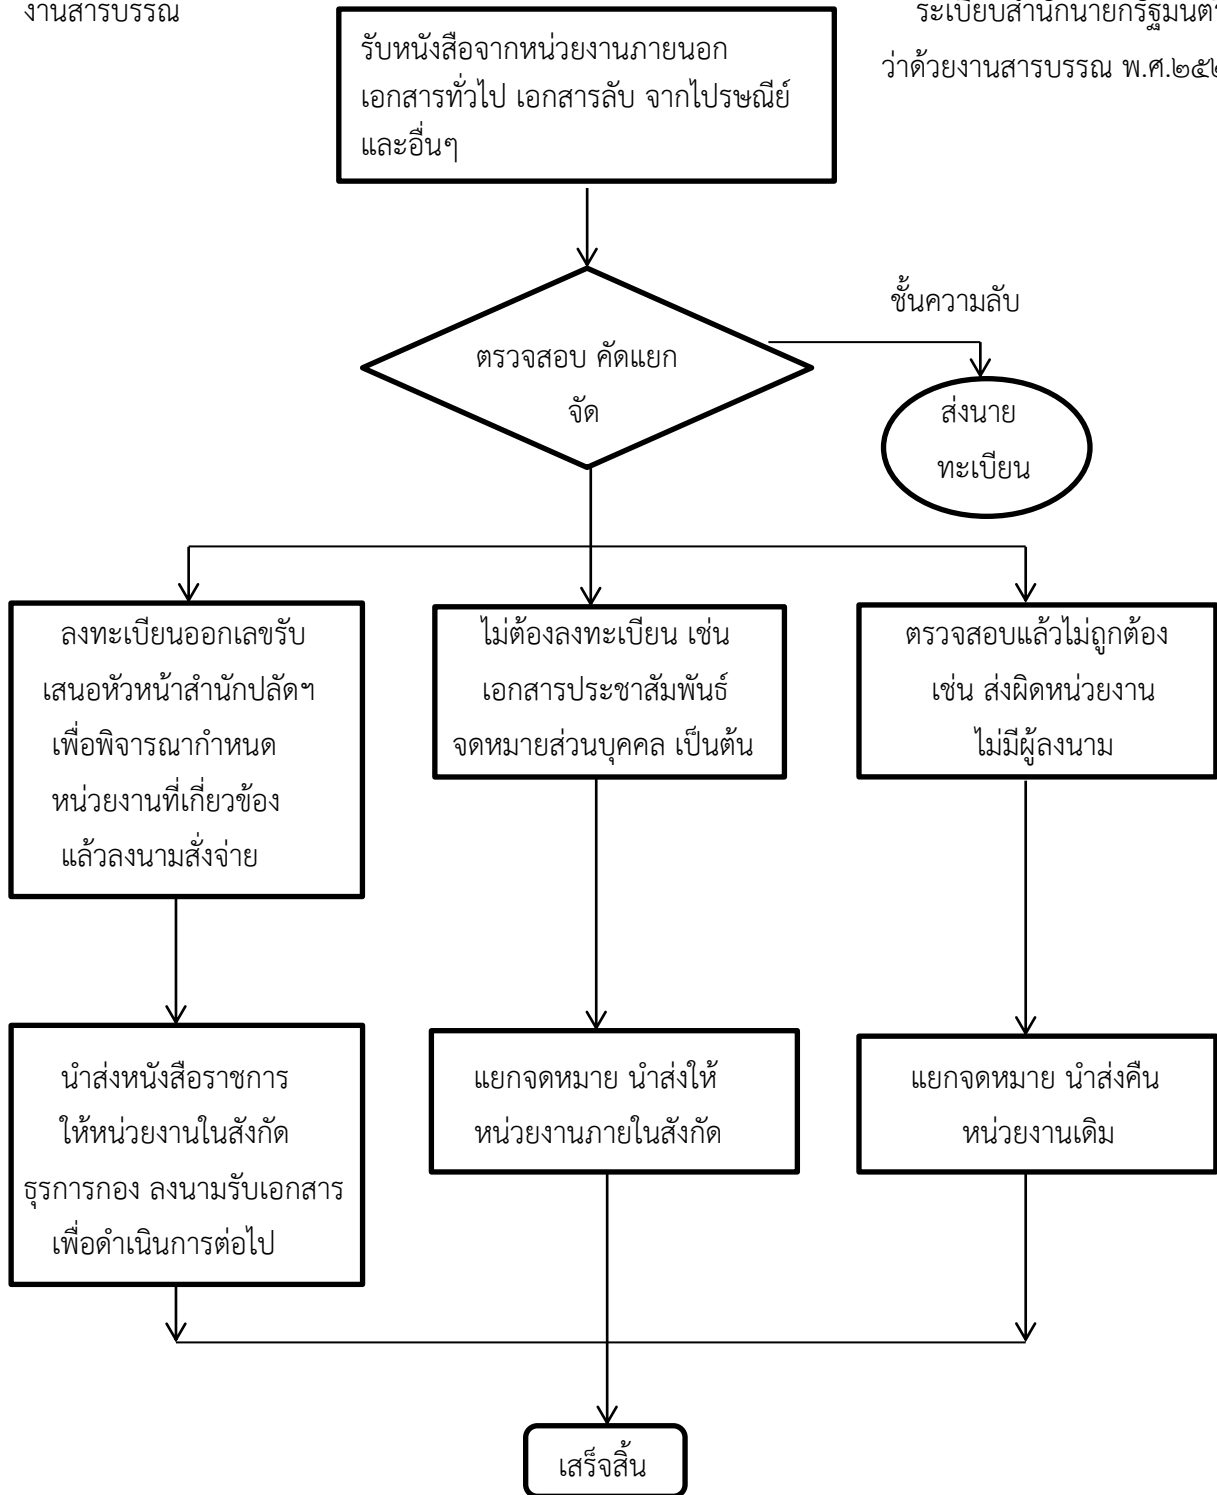 งานสารบรรณ
ระเบียบสำนักนายกรัฐมนตร
ว่าด้วยงานสารบรรณ พ.ศ.๒๕๒
รับหนังสือจากหน่วยงานภายนอก
เอกสารทั่วไป เอกสารลับ จากไปรษณีย์
และอื่นๆ
ชั้นความลับ
ตรวจสอบ คัดแยก
จัด
ส่งนาย
ทะเบียน
ลงทะเบียนออกเลขรับ
เสนอหัวหน้าสำนักปลัดฯ
เพื่อพิจารณากำหนด
หน่วยงานที่เกี่ยวข้อง
แล้วลงนามสั่งจ่าย
ไม่ต้องลงทะเบียน เช่น
เอกสารประชาสัมพันธ์
จดหมายส่วนบุคคล เป็นต้น
ตรวจสอบแล้วไม่ถูกต้อง
เช่น ส่งผิดหน่วยงาน
ไม่มีผู้ลงนาม
นำส่งหนังสือราชการ
ให้หน่วยงานในสังกัด
ธุรการกอง ลงนามรับเอกสาร
เพื่อดำเนินการต่อไป
แยกจดหมาย นำส่งให้
หน่วยงานภายในสังกัด
แยกจดหมาย นำส่งคืน
หน่วยงานเดิม
เสร็จสิ้น